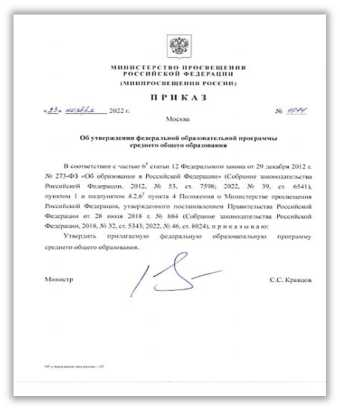 МИНИСТЕРСТВО ПРОСВЕЩЕНИЯ
РОССИЙСКОЙ ФЕДЕРАЦИИ
(МИНПРОСВЕЩЕНИЯ РОССИИ)
ПРИКАЗ
«23» ноября 2022 г. №
Москва
Об утверждении федеральной образовательной программы
среднего общего образования
В соответствии с частью 6⁵ статьи 12 Федерального закона от 29 декабря 2012 г.
№ 273-ФЗ «Об образовании в Российской Федерации» (Собрание законодательства
Российской Федерации, 2012, № 53, ст. 7598; 2022, № 39, ст. 6541),
пунктом 1 и подпунктом 4.2.6 пункта 4 Положения о Министерстве просвещения
Российской Федерации, утвержденного постановлением Правительства Российской
Федерации от 28 июля 2018 г. № 884 (Собрание законодательства Российской
Федерации, 2018, № 32, ст. 5343; 2022, № 46, ст. 8024), приказываю:
Утвердить прилагаемую федеральную образовательную программу
среднего общего образования.
Министр С.С. Кравцов